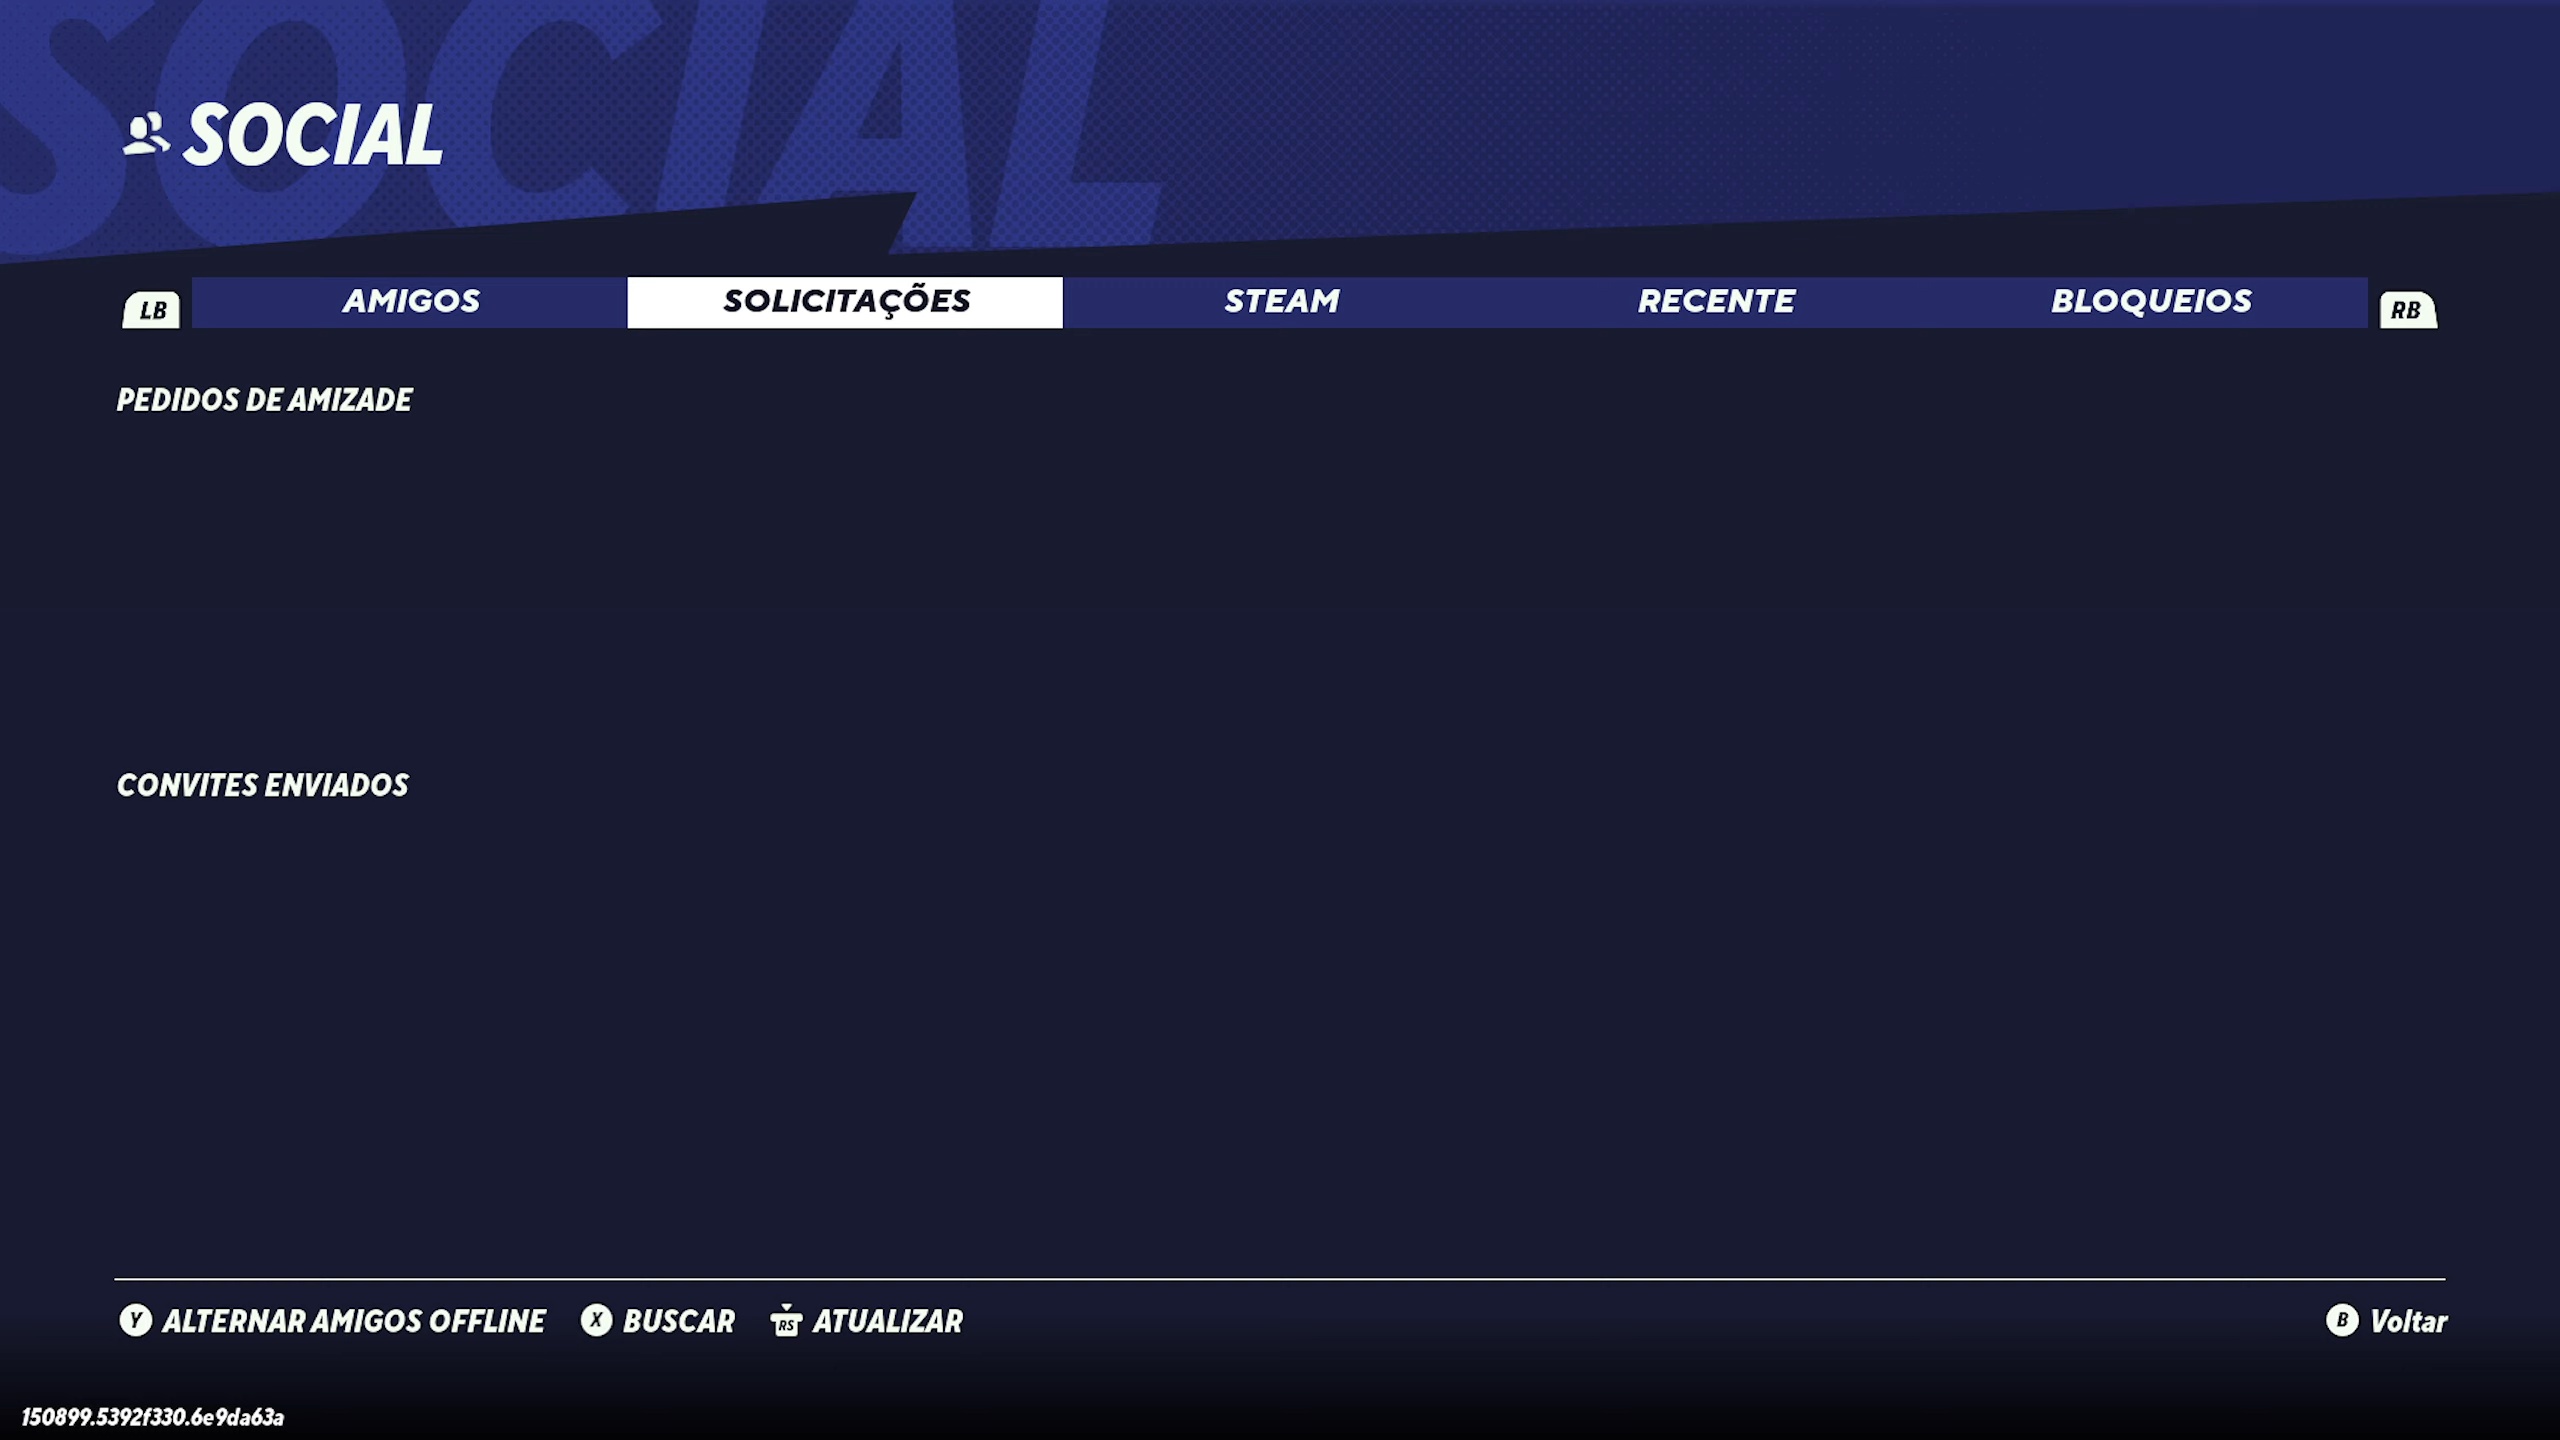 SOCIAL
SOCIAL
LB AMIGOS SOLICITAÇÕES STEAM RECENTE BLOQUEIOS RB
PEDIDOS DE AMIZADE
CONVITES ENVIADOS
Y ALTERNAR AMIGOS OFFLINE X BUSCAR RS ATUALIZAR B Voltar
150899.5392f330.6e9da63a